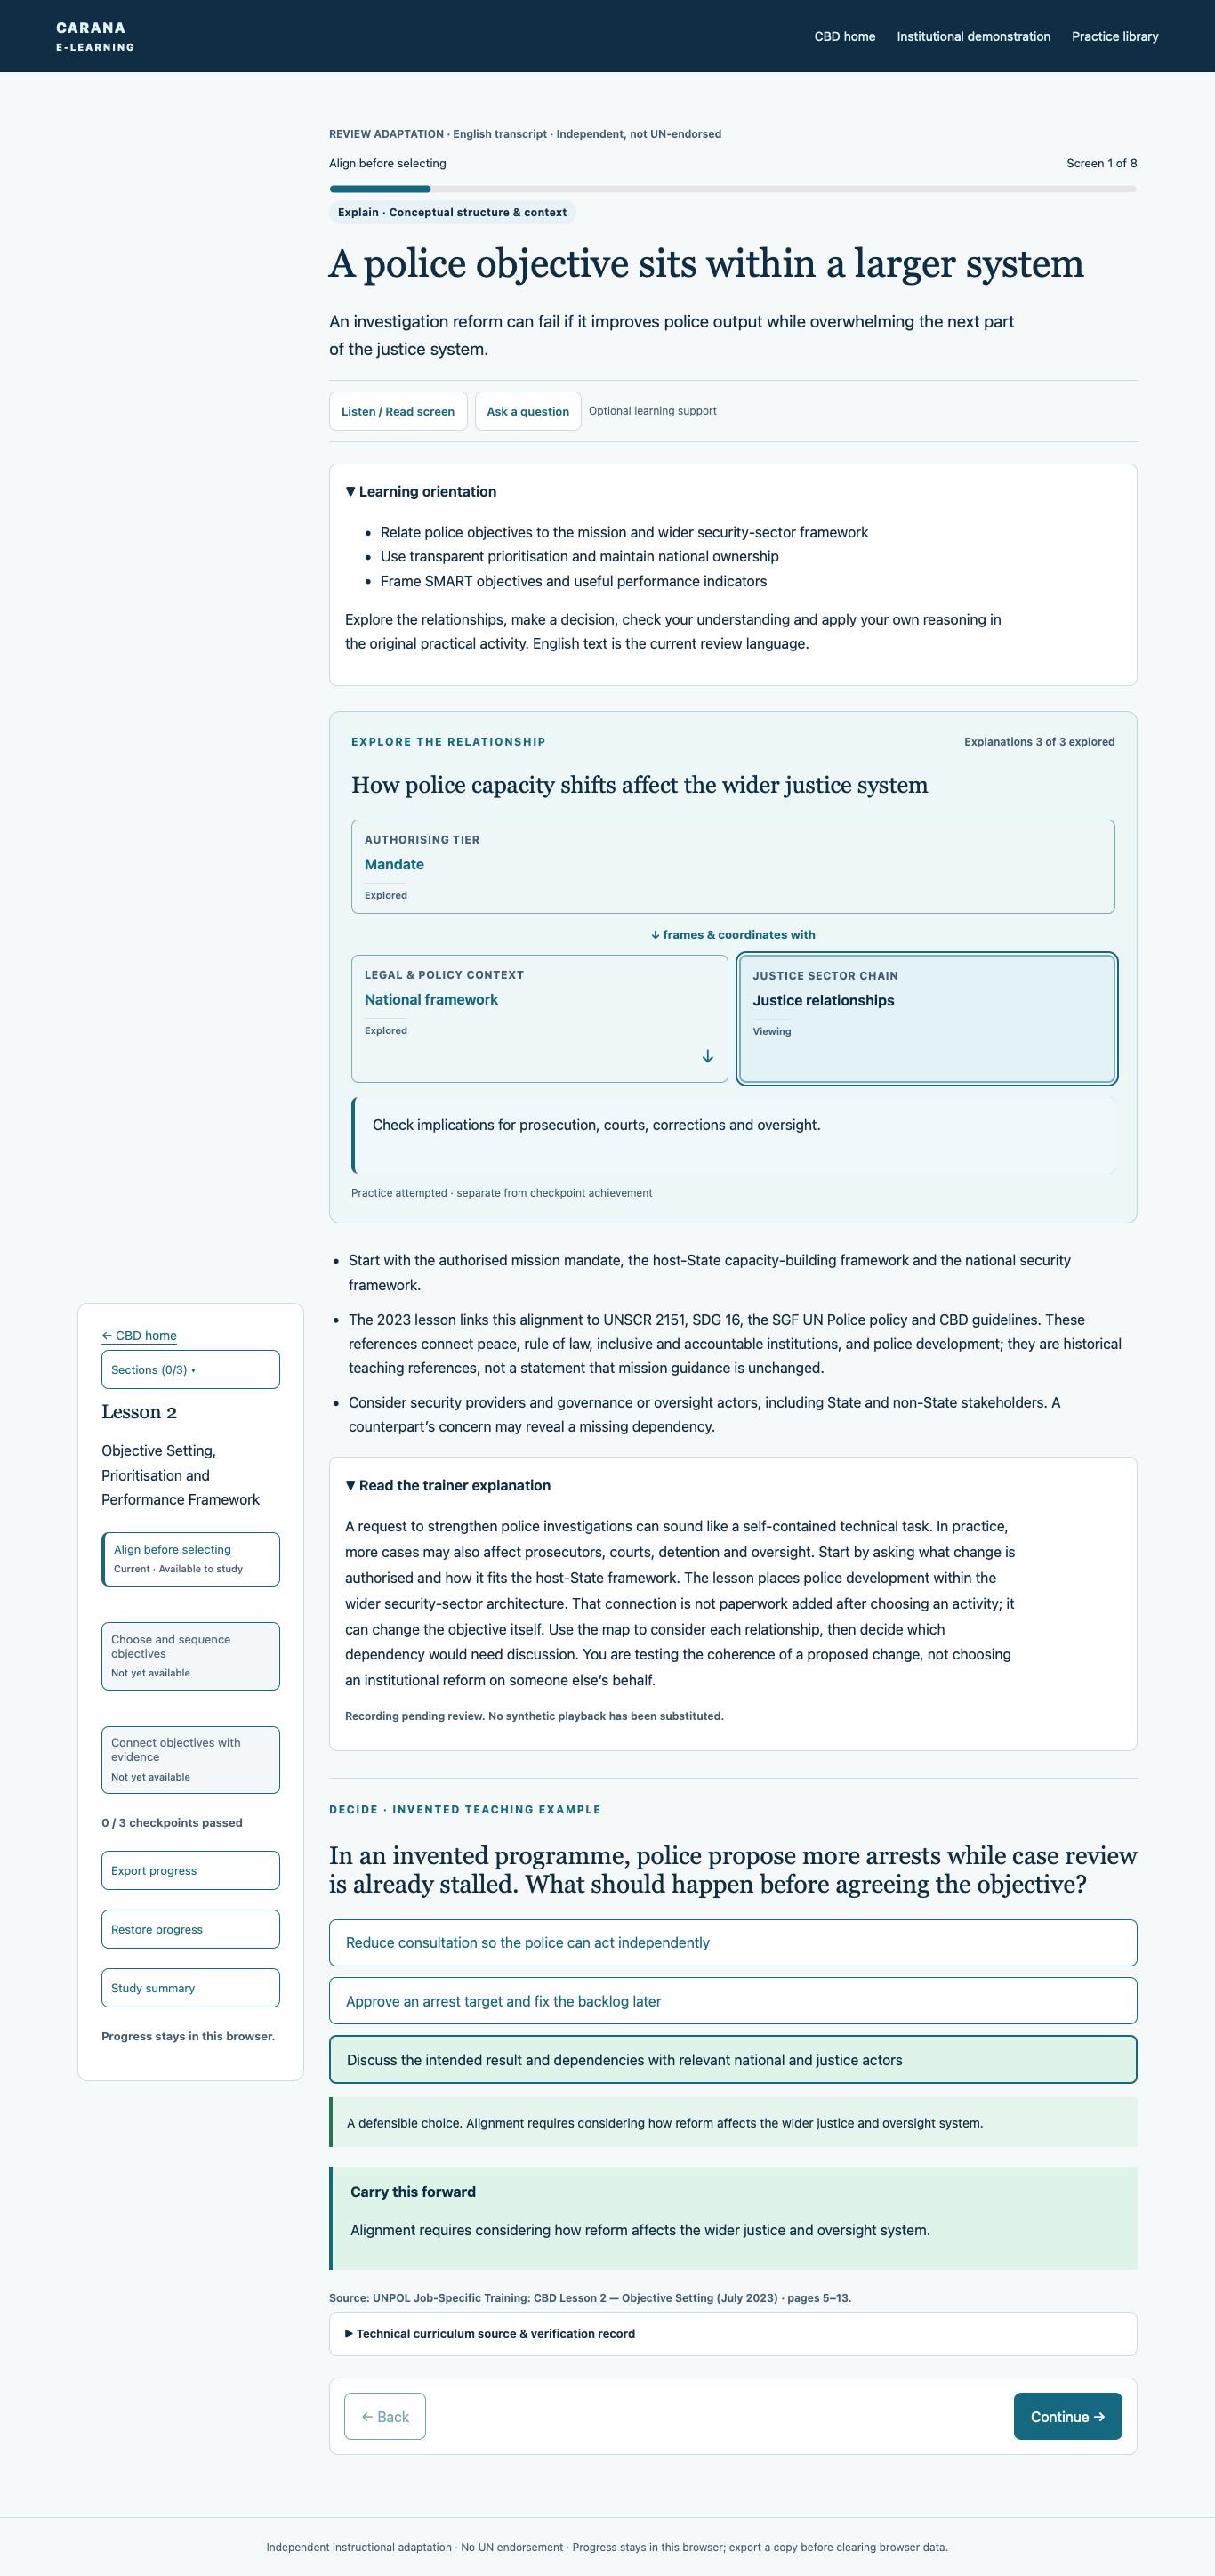 CARANA
E-LEARNING
CBD home
Institutional demonstration
Practice library
REVIEW ADAPTATION · English transcript · Independent, not UN-endorsed
Align before selecting
Screen 1 of 8
Explain · Conceptual structure & context
A police objective sits within a larger system
An investigation reform can fail if it improves police output while overwhelming the next part
of the justice system.
Listen / Read screen
Ask a question
Optional learning support
▼ Learning orientation
• Relate police objectives to the mission and wider security-sector framework
• Use transparent prioritisation and maintain national ownership
• Frame SMART objectives and useful performance indicators
Explore the relationships, make a decision, check your understanding and apply your own reasoning in
the original practical activity. English text is the current review language.
EXPLORE THE RELATIONSHIP
Explanations 3 of 3 explored
How police capacity shifts affect the wider justice system
AUTHORISING TIER
Mandate
Explored
↓ frames & coordinates with
LEGAL & POLICY CONTEXT
National framework
Explored
↓
JUSTICE SECTOR CHAIN
Justice relationships
Viewing
Check implications for prosecution, courts, corrections and oversight.
Practice attempted · separate from checkpoint achievement
• Start with the authorised mission mandate, the host-State capacity-building framework and the national security
framework.
• The 2023 lesson links this alignment to UNSCR 2151, SDG 16, the SGF UN Police policy and CBD guidelines. These
references connect peace, rule of law, inclusive and accountable institutions, and police development; they are historical
teaching references, not a statement that mission guidance is unchanged.
• Consider security providers and governance or oversight actors, including State and non-State stakeholders. A
counterpart's concern may reveal a missing dependency.
← CBD home
Sections (0/3) ▾
Lesson 2
Objective Setting,
Prioritisation and
Performance Framework
Align before selecting
Current · Available to study
Choose and sequence
objectives
Not yet available
Connect objectives with
evidence
Not yet available
0 / 3 checkpoints passed
Export progress
Restore progress
Study summary
Progress stays in this browser.
▼ Read the trainer explanation
A request to strengthen police investigations can sound like a self-contained technical task. In practice,
more cases may also affect prosecutors, courts, detention and oversight. Start by asking what change is
authorised and how it fits the host-State framework. The lesson places police development within the
wider security-sector architecture. That connection is not paperwork added after choosing an activity; it
can change the objective itself. Use the map to consider each relationship, then decide which
dependency would need discussion. You are testing the coherence of a proposed change, not choosing
an institutional reform on someone else's behalf.
Recording pending review. No synthetic playback has been substituted.
DECIDE · INVENTED TEACHING EXAMPLE
In an invented programme, police propose more arrests while case review
is already stalled. What should happen before agreeing the objective?
Reduce consultation so the police can act independently
Approve an arrest target and fix the backlog later
Discuss the intended result and dependencies with relevant national and justice actors
A defensible choice. Alignment requires considering how reform affects the wider justice and oversight system.
Carry this forward
Alignment requires considering how reform affects the wider justice and oversight system.
Source: UNPOL Job-Specific Training: CBD Lesson 2 — Objective Setting (July 2023) · pages 5–13.
▶ Technical curriculum source & verification record
← Back
Continue →
Independent instructional adaptation · No UN endorsement · Progress stays in this browser; export a copy before clearing browser data.